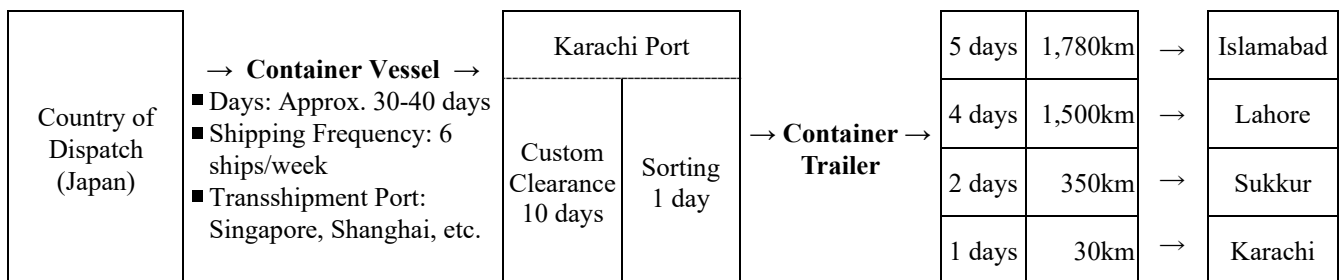 Country of
Dispatch
(Japan)
→ Container Vessel →
■ Days: Approx. 30-40 days
■ Shipping Frequency: 6
ships/week
■ Transshipment Port:
Singapore, Shanghai, etc.
Karachi Port
Custom
Clearance
10 days
Sorting
1 day
→ Container →
Trailer
5 days 1,780km → Islamabad
4 days 1,500km → Lahore
2 days 350km → Sukkur
1 days 30km → Karachi